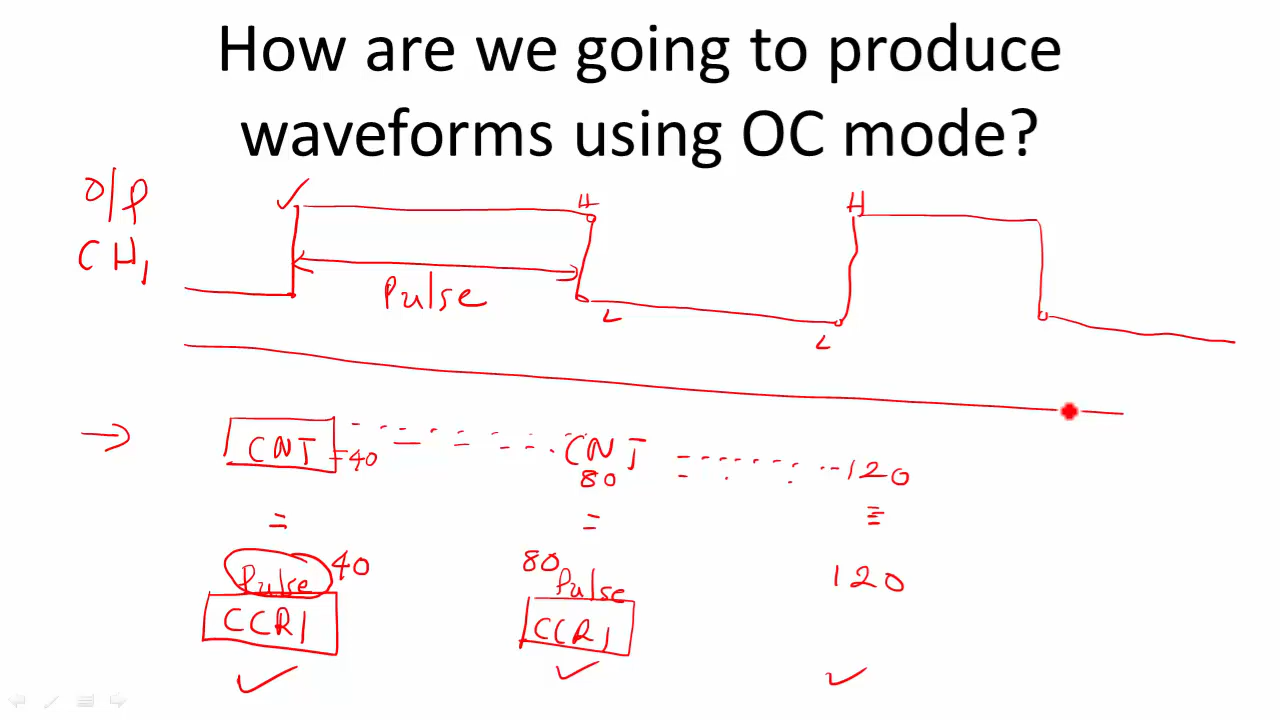 How are we going to produce
waveforms using OC mode?
O/P
CH1
H
H
Pulse
L
L
CNT = 40
CNT
80
120
=
=
≡
Pulse 40
80 Pulse
120
CCR1
CCR1